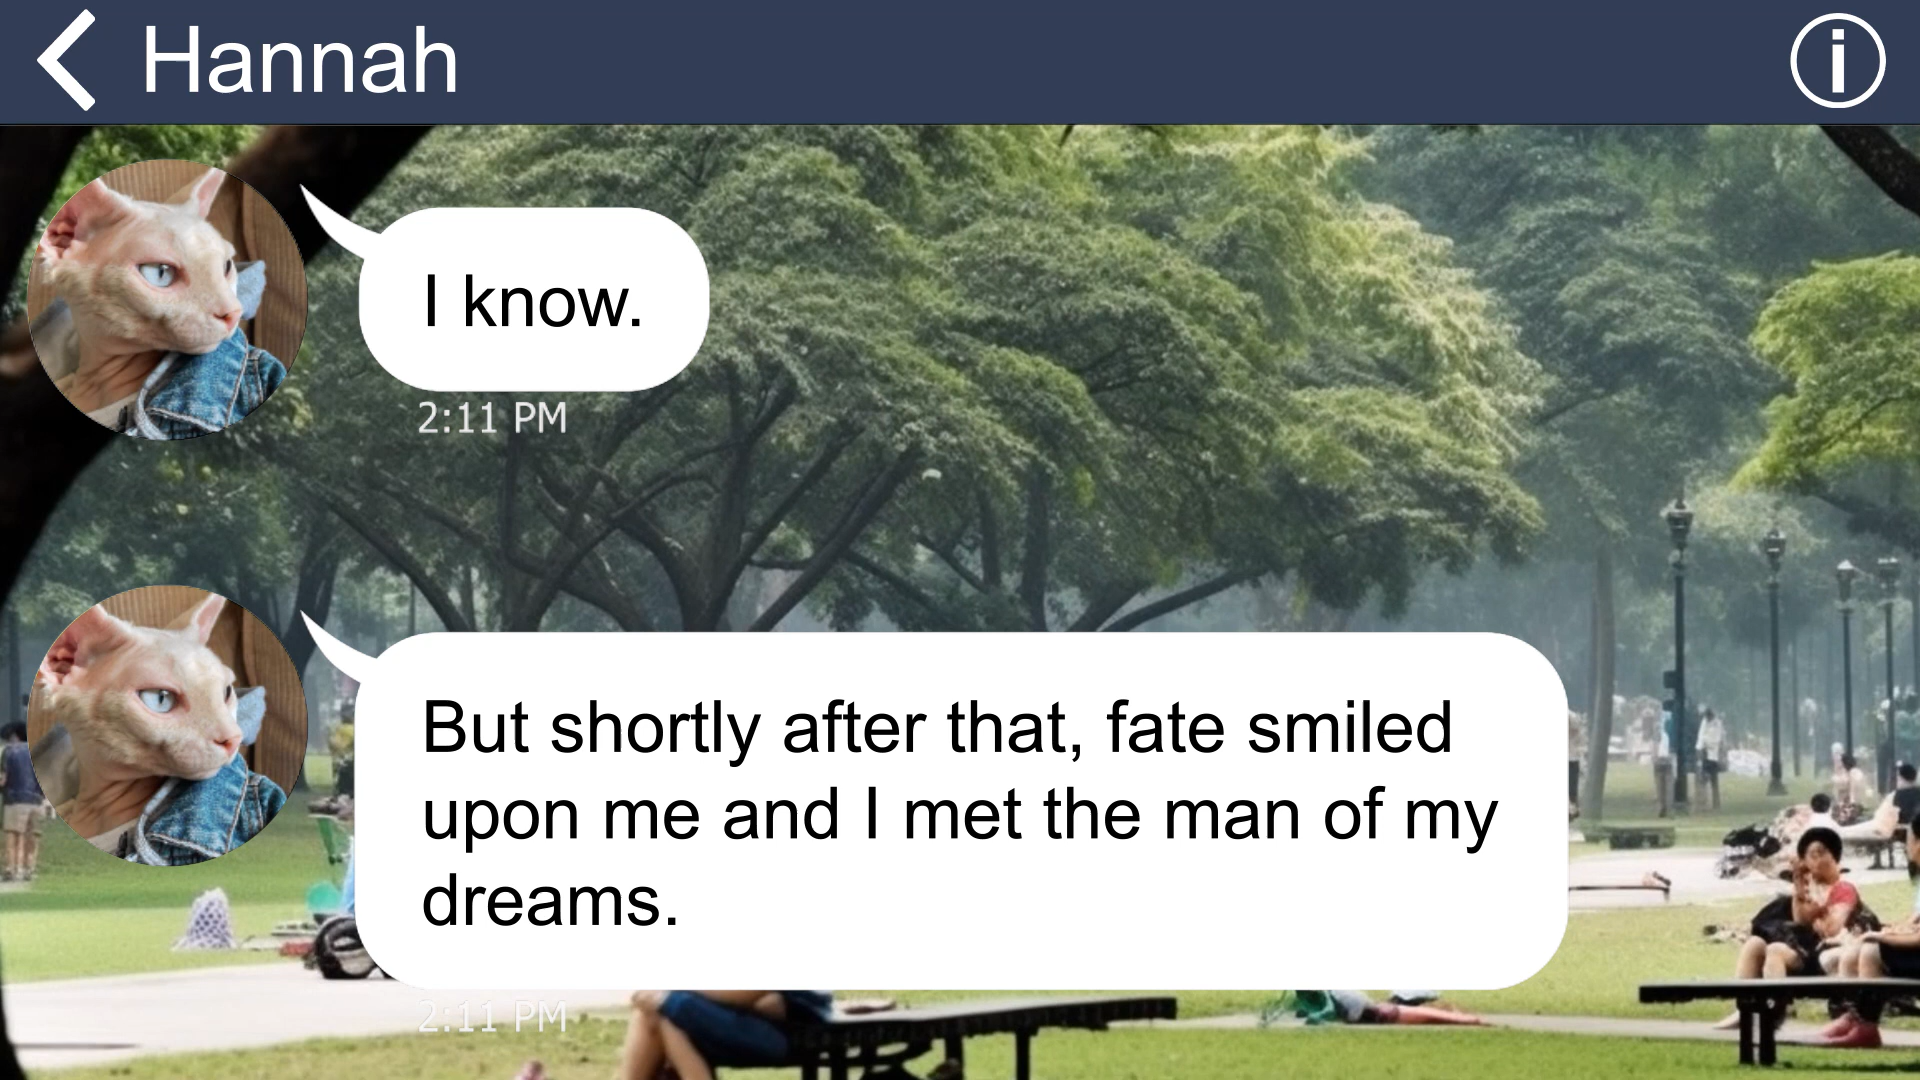 Hannah
I know.
2:11 PM
But shortly after that, fate smiled
upon me and I met the man of my
dreams.
2:11 PM